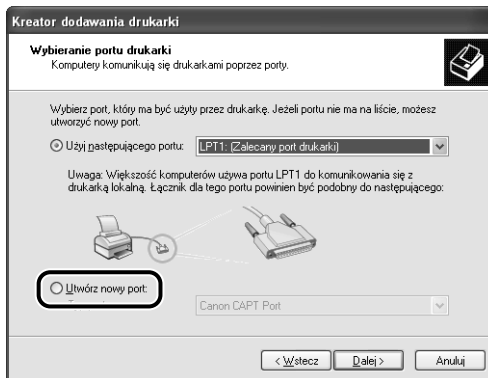 Kreator dodawania drukarki
Wybieranie portu drukarki
Komputery komunikują się drukarkami poprzez porty.
Wybierz port, który ma być użyty przez drukarkę. Jeżeli portu nie ma na liście, możesz
utworzyć nowy port.
Użyj następującego portu: LPT1: (Zalecany port drukarki)
Uwaga: Większość komputerów używa portu LPT1 do komunikowania się z
drukarką lokalną. Łącznik dla tego portu powinien być podobny do następującego:
Utwórz nowy port:
Canon CAPT Port
< Wstecz Dalej > Anuluj